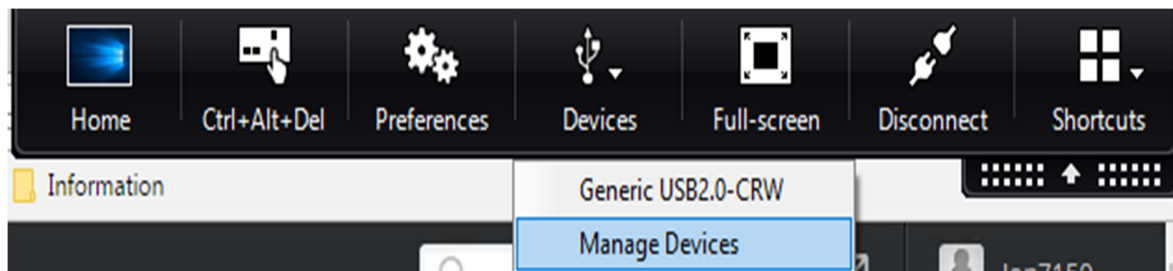 Home Ctrl+Alt+Del Preferences Devices Full-screen Disconnect Shortcuts
Information
Generic USB2.0-CRW
Manage Devices